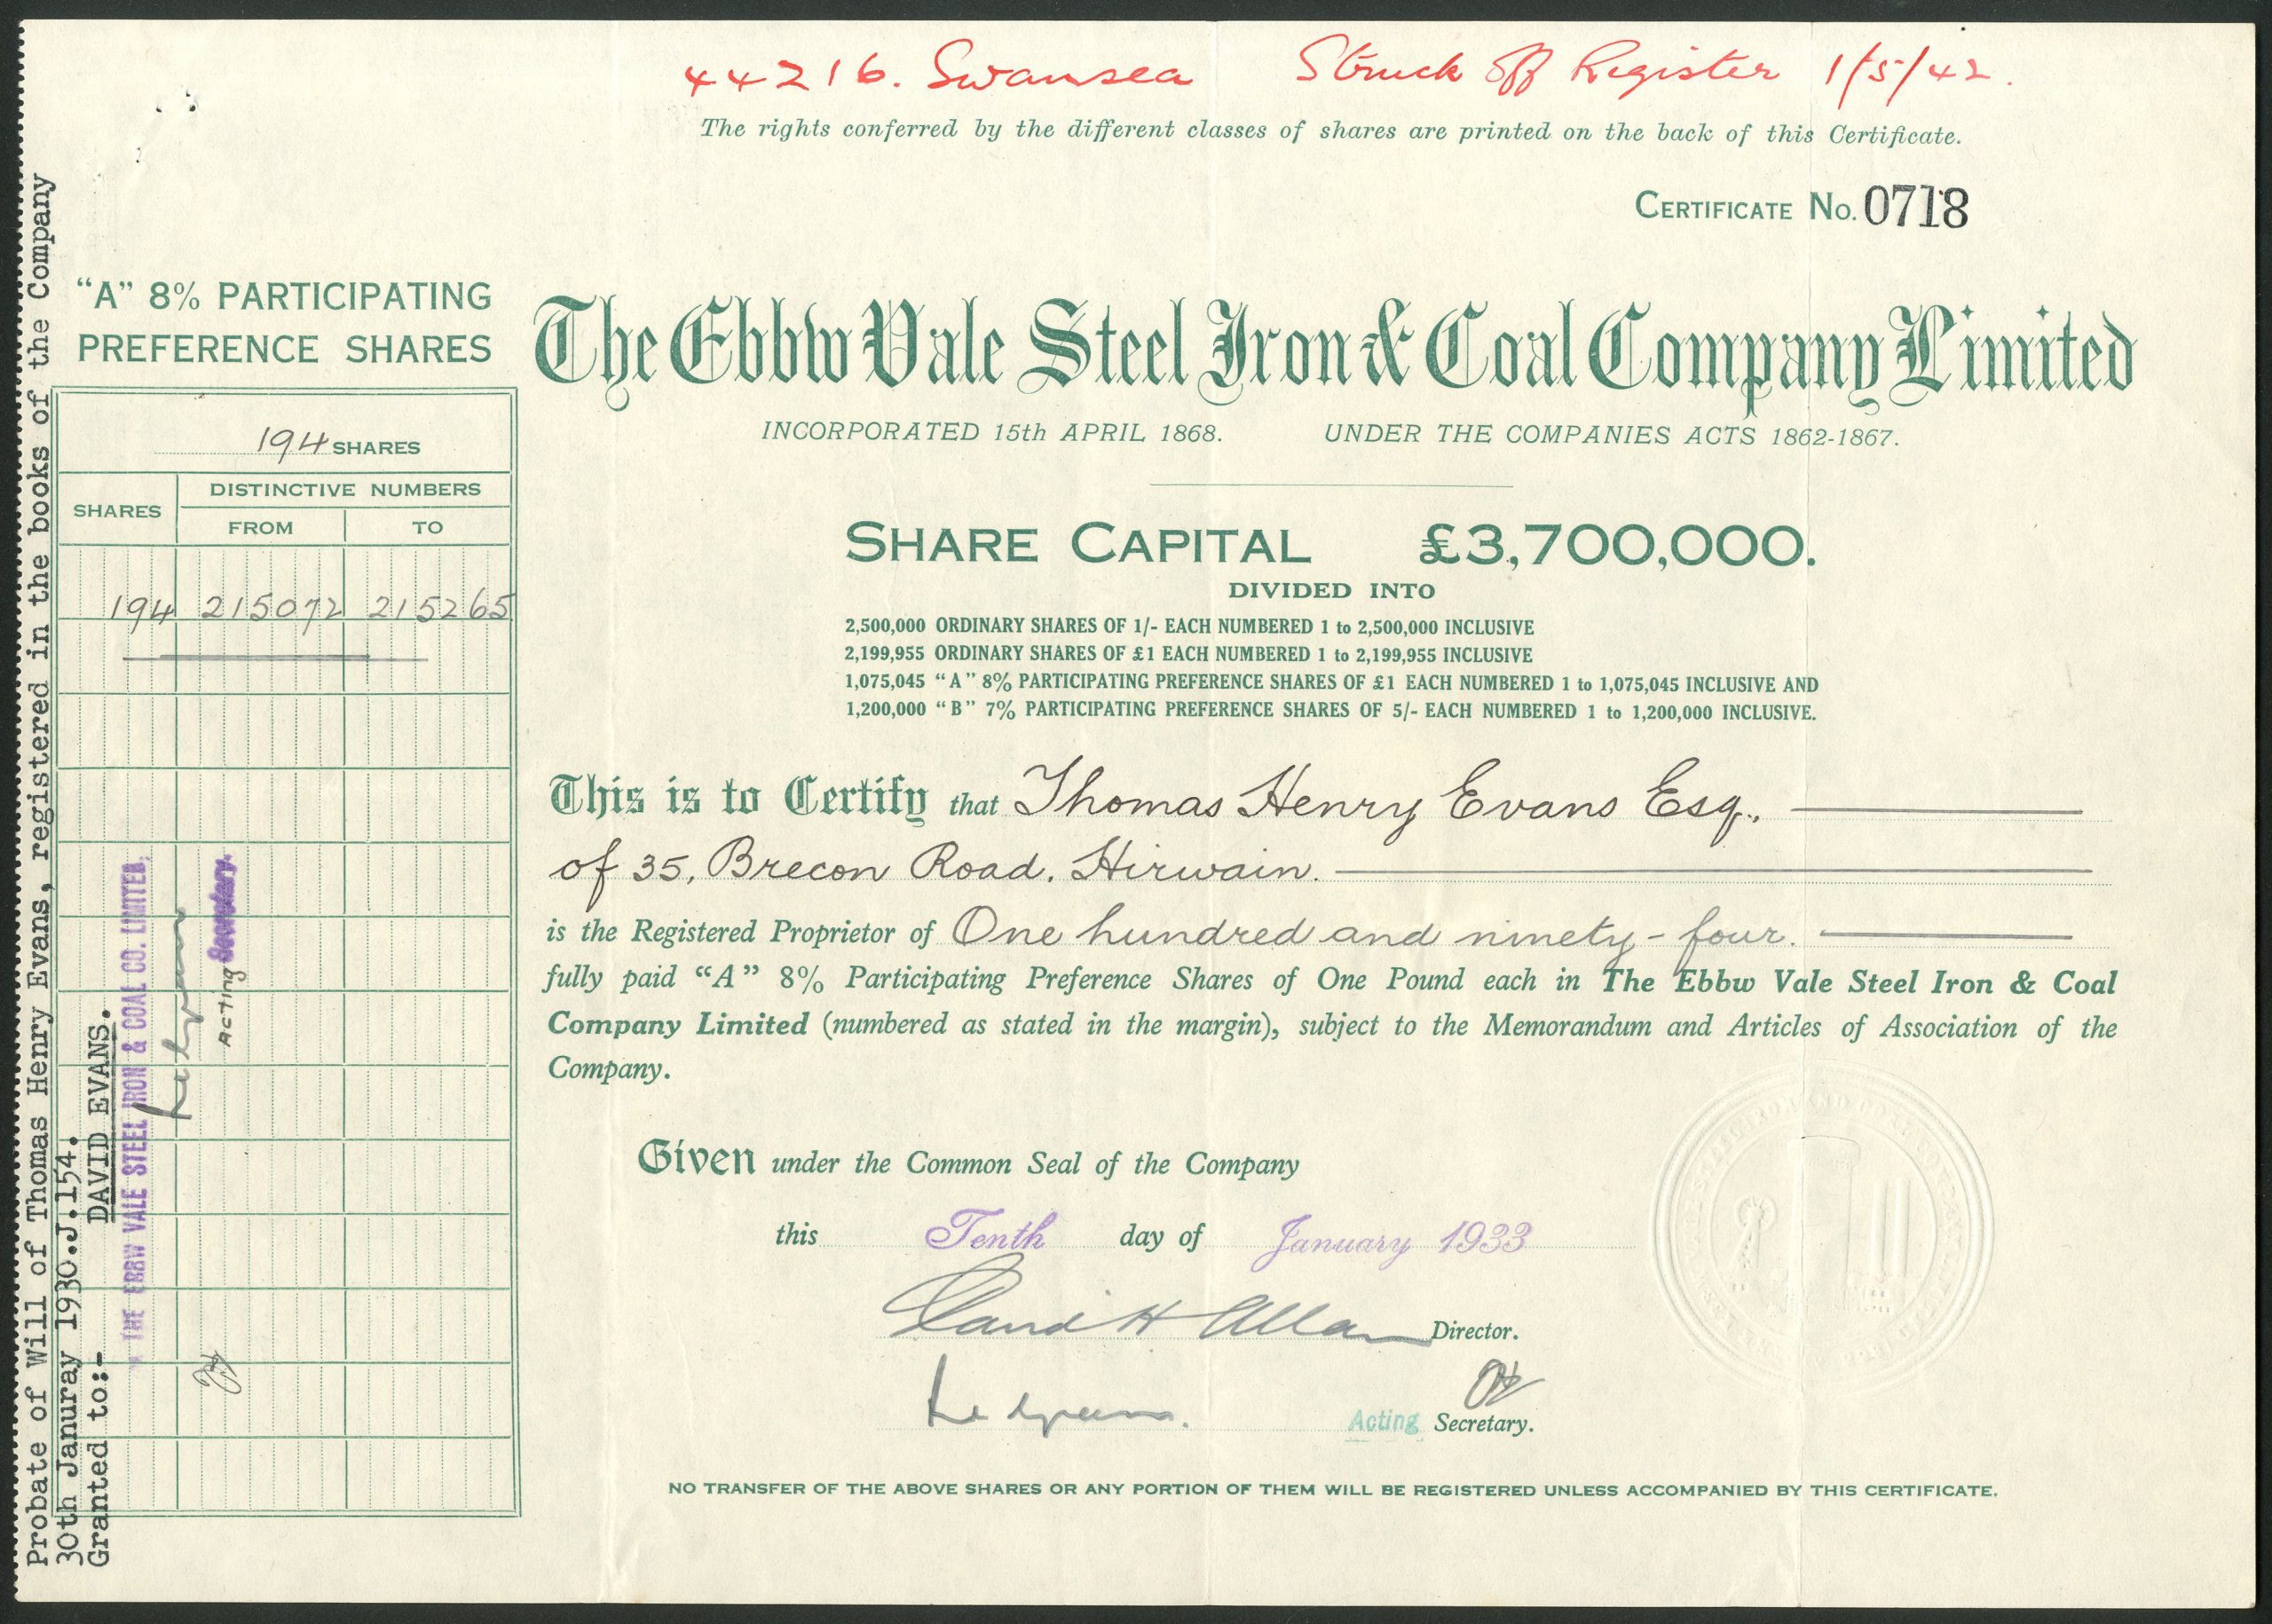 44216. Swansea Struck off Register 1/5/42.
The rights conferred by the different classes of shares are printed on the back of this Certificate.
CERTIFICATE No. 0718
"A" 8% PARTICIPATING
PREFERENCE SHARES
194 SHARES
SHARES DISTINCTIVE NUMBERS
FROM TO
194 215072 215265
The Ebbw Vale Steel Iron & Coal Company Limited
INCORPORATED 15th APRIL 1868. UNDER THE COMPANIES ACTS 1862-1867.
SHARE CAPITAL £3,700,000.
DIVIDED INTO
2,500,000 ORDINARY SHARES OF 1/- EACH NUMBERED 1 to 2,500,000 INCLUSIVE
2,199,955 ORDINARY SHARES OF £1 EACH NUMBERED 1 to 2,199,955 INCLUSIVE
1,075,045 "A" 8% PARTICIPATING PREFERENCE SHARES OF £1 EACH NUMBERED 1 to 1,075,045 INCLUSIVE AND
1,200,000 "B" 7% PARTICIPATING PREFERENCE SHARES OF 5/- EACH NUMBERED 1 to 1,200,000 INCLUSIVE.
This is to Certify that Thomas Henry Evans Esq.,
of 35, Brecon Road, Hirwain.
is the Registered Proprietor of One hundred and ninety-four.
fully paid "A" 8% Participating Preference Shares of One Pound each in The Ebbw Vale Steel Iron & Coal
Company Limited (numbered as stated in the margin), subject to the Memorandum and Articles of Association of the
Company.
Given under the Common Seal of the Company
this Tenth day of January 1933
David H Allan Director.
Acting Secretary.
NO TRANSFER OF THE ABOVE SHARES OR ANY PORTION OF THEM WILL BE REGISTERED UNLESS ACCOMPANIED BY THIS CERTIFICATE.
Probate of Will of Thomas Henry Evans, registered in the books of the Company
30th Januray 1930.J.154.
Granted to:- DAVID EVANS.
THE EBBW VALE STEEL IRON & COAL CO. LIMITED.
ACTING Secretary.